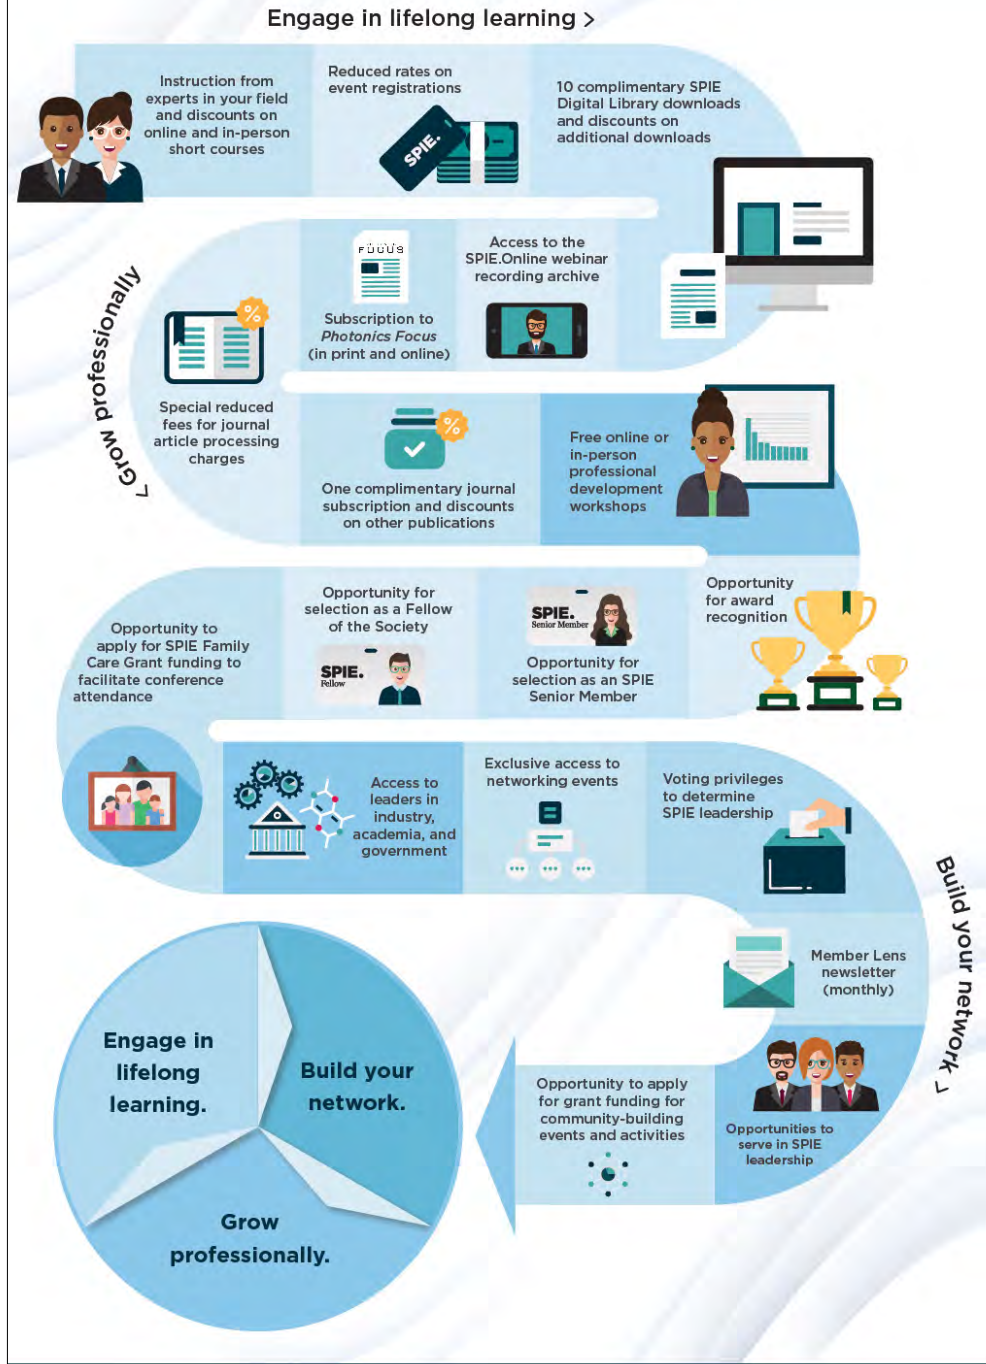 Engage in lifelong learning >
Instruction from
experts in your field
and discounts on
online and in-person
short courses
Reduced rates on
event registrations
SPIE.
10 complimentary SPIE
Digital Library downloads
and discounts on
additional downloads
Access to the
SPIE.Online webinar
recording archive
FOCUS
Subscription to
Photonics Focus
(in print and online)
%
Special reduced
fees for journal
article processing
charges
Grow professionally >
%
One complimentary journal
subscription and discounts
on other publications
Free online or
in-person
professional
development
workshops
Opportunity
for award
recognition
SPIE.
Senior Member
Opportunity for
selection as an SPIE
Senior Member
Opportunity for
selection as a Fellow
of the Society
SPIE.
Fellow
Opportunity to
apply for SPIE Family
Care Grant funding to
facilitate conference
attendance
Access to
leaders in
industry,
academia, and
government
Exclusive access to
networking events
Voting privileges
to determine
SPIE leadership
Build your network >
Member Lens
newsletter
(monthly)
Opportunities to
serve in SPIE
leadership
Opportunity to apply
for grant funding for
community-building
events and activities
Engage in
lifelong
learning.
Build your
network.
Grow
professionally.